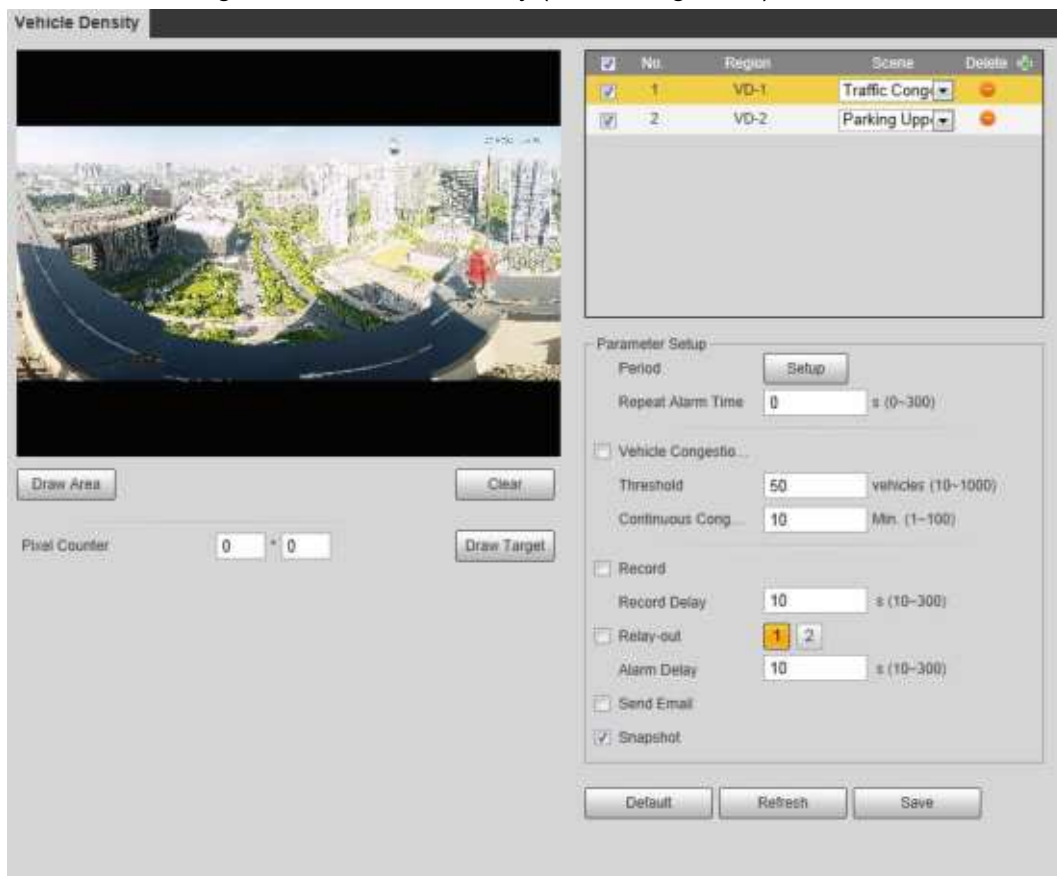 Vehicle Density
No. Region Scene Delete
1 VD-1 Traffic Cong
2 VD-2 Parking Upp
Parameter Setup
Period Setup
Repeat Alarm Time 0 s (0~300)
Vehicle Congestio...
Draw Area Clear Threshold 50 vehicles (10~1000)
Continuous Cong... 10 Min. (1~100)
Pixel Counter 0 * 0 Draw Target
Record
Record Delay 10 s (10~300)
Relay-out 1 2
Alarm Delay 10 s (10~300)
Send Email
Snapshot
Default Refresh Save